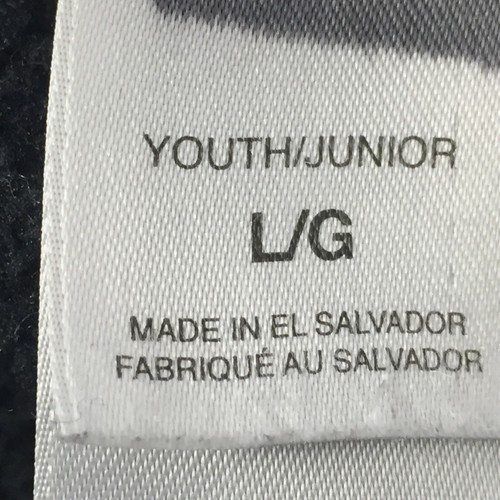 YOUTH/JUNIOR
L/G
MADE IN EL SALVADOR
FABRIQUÉ AU SALVADOR